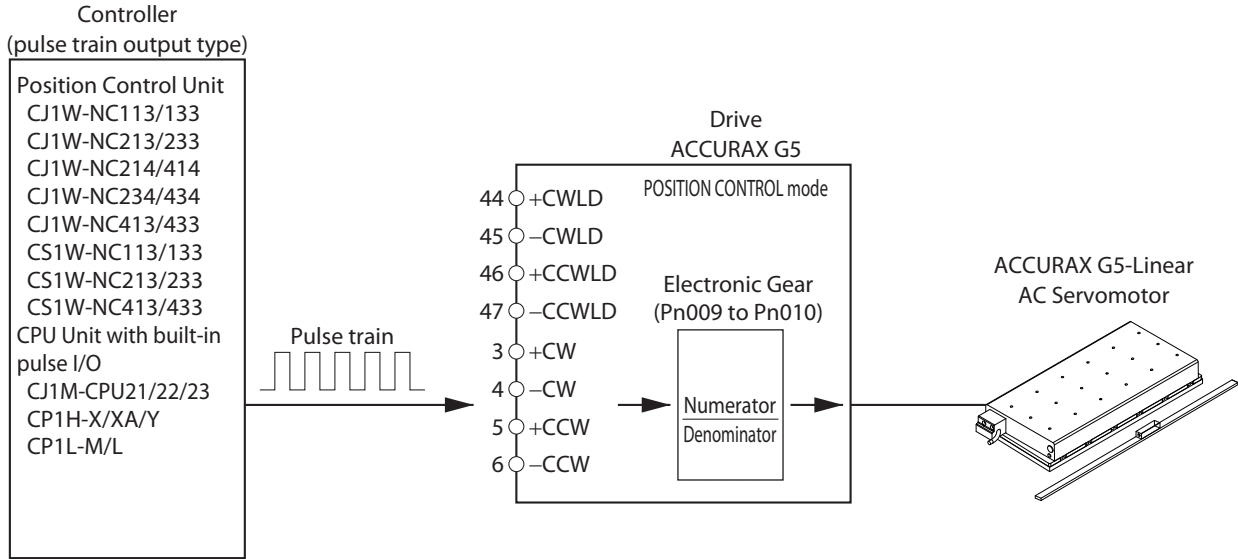 Controller
(pulse train output type)
Position Control Unit
CJ1W-NC113/133
CJ1W-NC213/233
CJ1W-NC214/414
CJ1W-NC234/434
CJ1W-NC413/433
CS1W-NC113/133
CS1W-NC213/233
CS1W-NC413/433
CPU Unit with built-in
pulse I/O
CJ1M-CPU21/22/23
CP1H-X/XA/Y
CP1L-M/L
Pulse train
Drive
ACCURAX G5
POSITION CONTROL mode
44 +CWLD
45 –CWLD
46 +CCWLD
47 –CCWLD
3 +CW
4 –CW
5 +CCW
6 –CCW
Electronic Gear
(Pn009 to Pn010)
Numerator
Denominator
ACCURAX G5-Linear
AC Servomotor